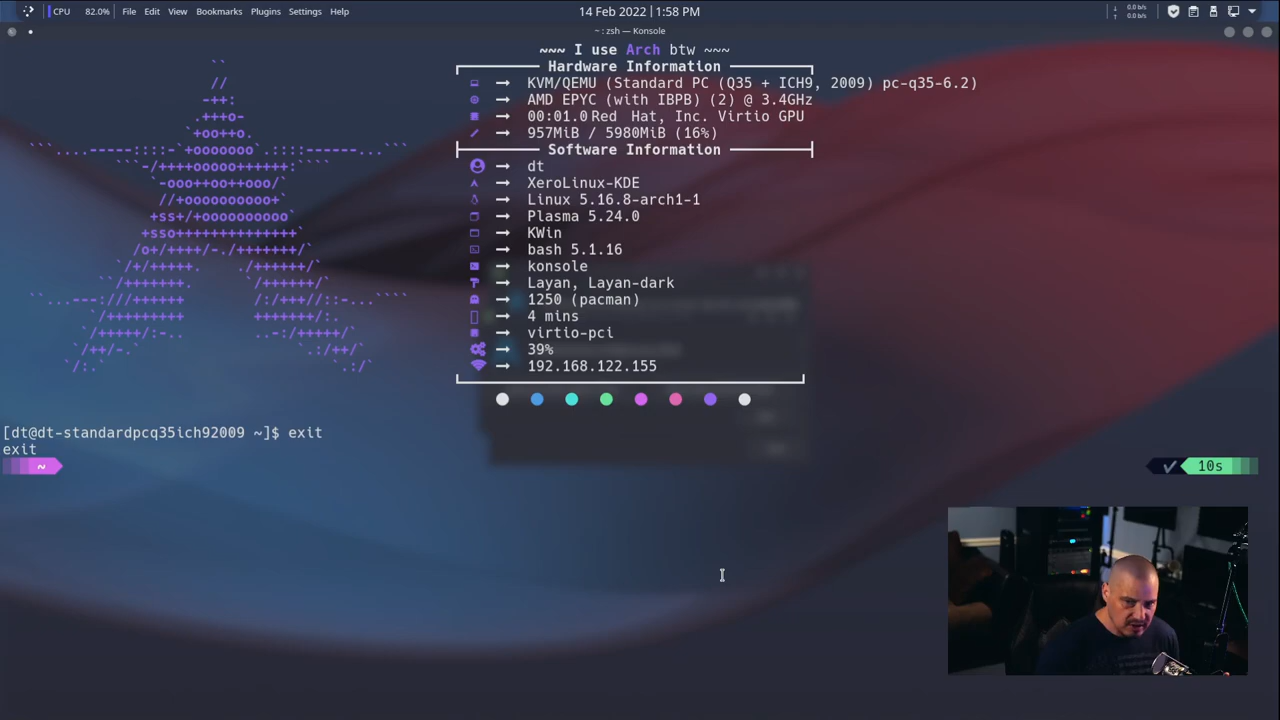 CPU 82.0% File Edit View Bookmarks Plugins Settings Help 14 Feb 2022 | 1:58 PM ↓ 0.0 b/s
↑ 0.0 b/s
~ : zsh — Konsole
~~~ I use Arch btw ~~~
Hardware Information
→ KVM/QEMU (Standard PC (Q35 + ICH9, 2009) pc-q35-6.2)
→ AMD EPYC (with IBPB) (2) @ 3.4GHz
→ 00:01.0 Red Hat, Inc. Virtio GPU
→ 957MiB / 5980MiB (16%)
Software Information
→ dt
→ XeroLinux-KDE
→ Linux 5.16.8-arch1-1
→ Plasma 5.24.0
→ KWin
→ bash 5.1.16
→ konsole
→ Layan, Layan-dark
→ 1250 (pacman)
→ 4 mins
→ virtio-pci
→ 39%
→ 192.168.122.155
[dt@dt-standardpcq35ich92009 ~]$ exit
exit
~ ✓ 10s